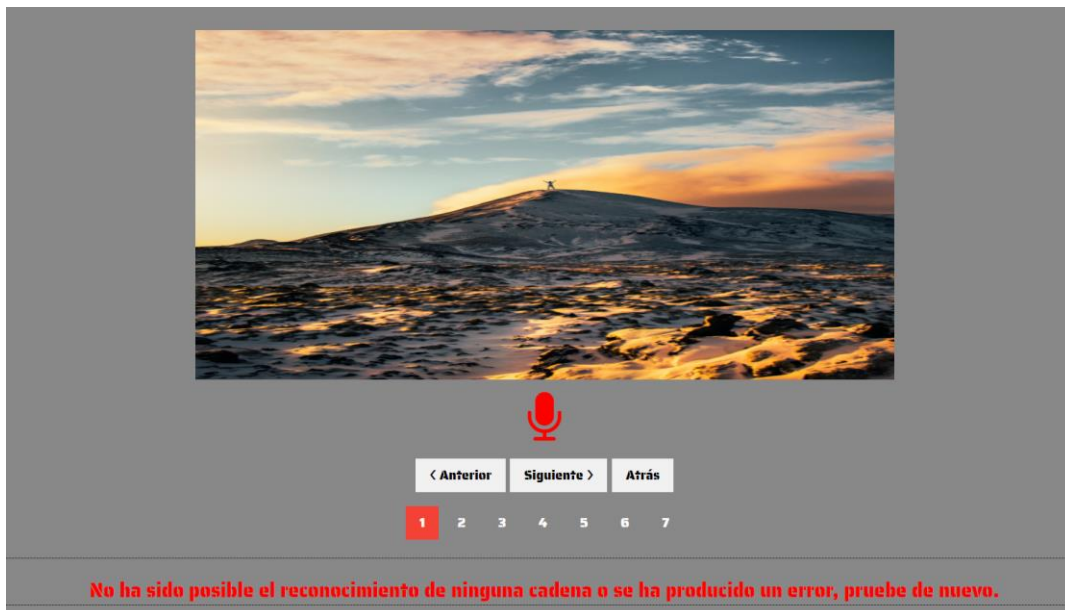 < Anterior Siguiente > Atrás
1 2 3 4 5 6 7
No ha sido posible el reconocimiento de ninguna cadena o se ha producido un error, pruebe de nuevo.